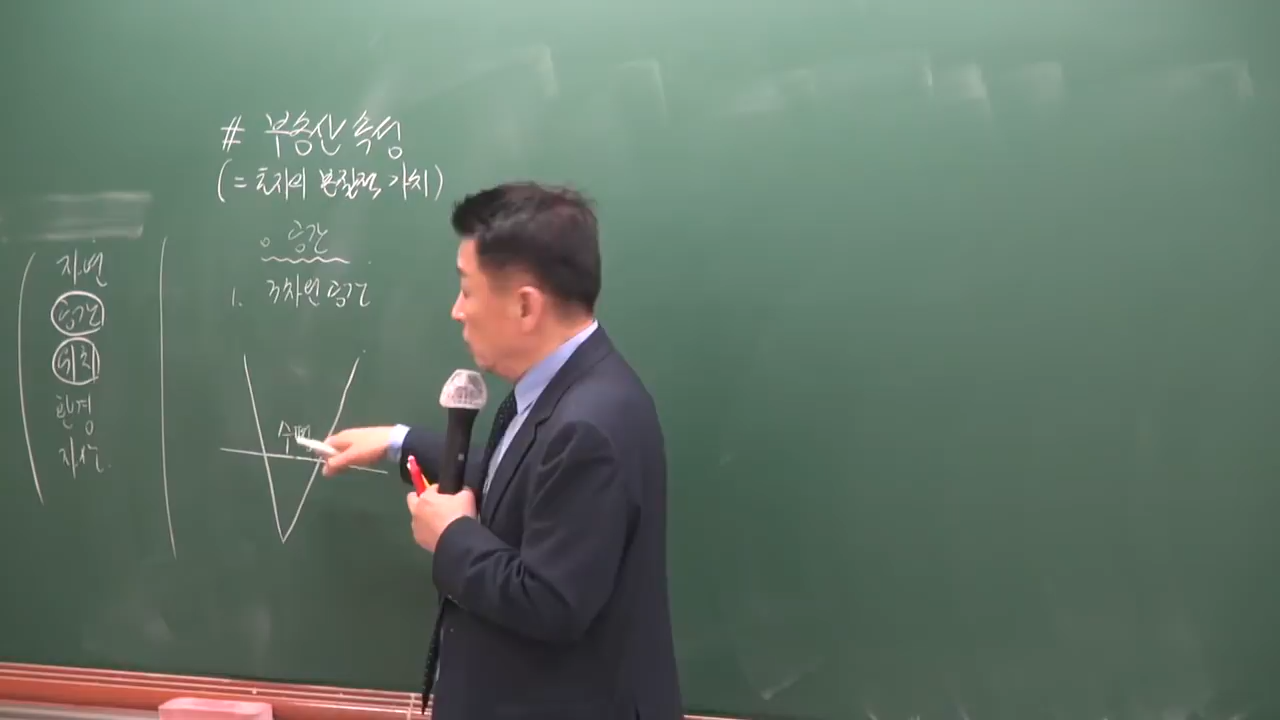 # 부동산 속성
(= 토지의 본질적 가치)
o 공간
1. 3차원 공간
수평
자연
공간
위치
환경
자산